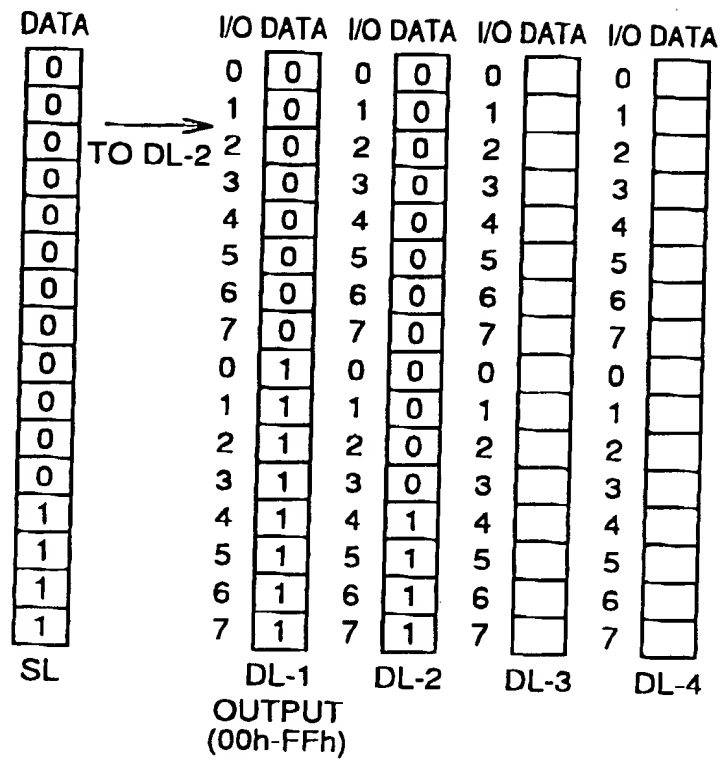 DATA I/O DATA I/O DATA I/O DATA I/O DATA
0 0 0 0 0 0 0
0 1 0 1 0 1 1
TO DL-2
0 2 0 2 0 2 2
0 3 0 3 0 3 3
0 4 0 4 0 4 4
0 5 0 5 0 5 5
0 6 0 6 0 6 6
0 7 0 7 0 7 7
0 0 1 0 0 0 0
0 1 1 1 0 1 1
0 2 1 2 0 2 2
0 3 1 3 0 3 3
1 4 1 4 1 4 4
1 5 1 5 1 5 5
1 6 1 6 1 6 6
1 7 1 7 1 7 7
SL DL-1 DL-2 DL-3 DL-4
OUTPUT
(00h-FFh)